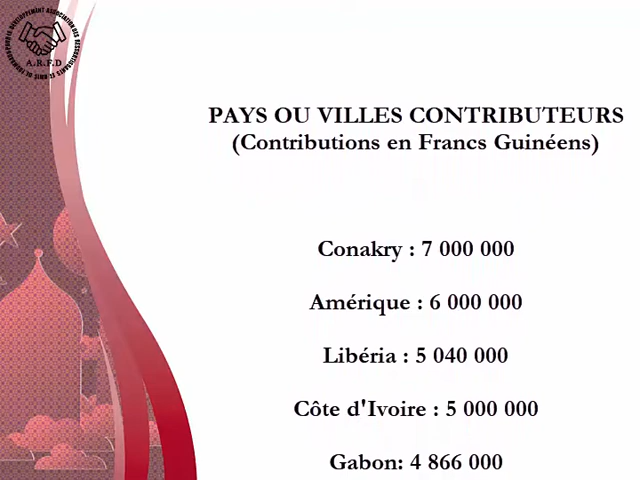 A.R.F.D
PAYS OU VILLES CONTRIBUTEURS
(Contributions en Francs Guinéens)
Conakry : 7 000 000
Amérique : 6 000 000
Libéria : 5 040 000
Côte d'Ivoire : 5 000 000
Gabon: 4 866 000